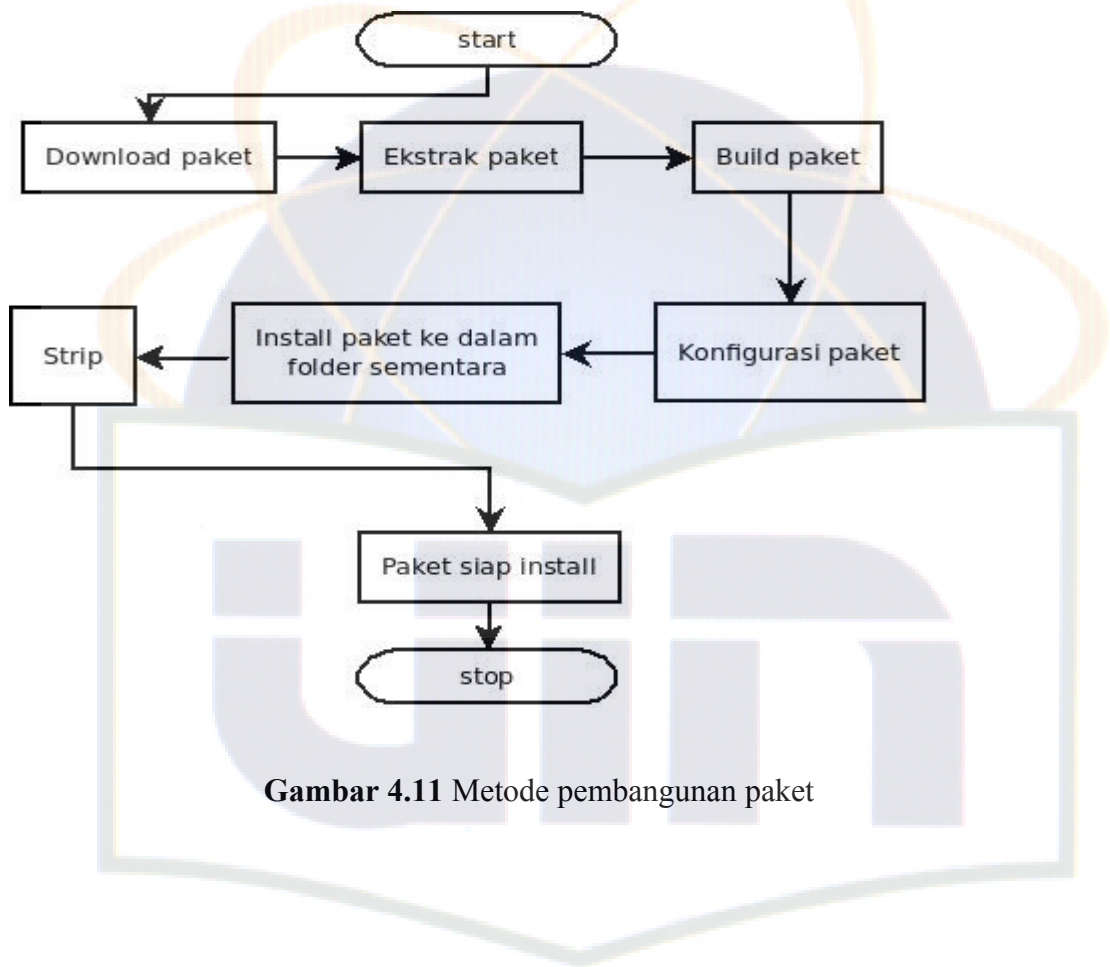 start
Download paket
Ekstrak paket
Build paket
Konfigurasi paket
Install paket ke dalam
folder sementara
Strip
Paket siap install
stop
Gambar 4.11 Metode pembangunan paket
uin